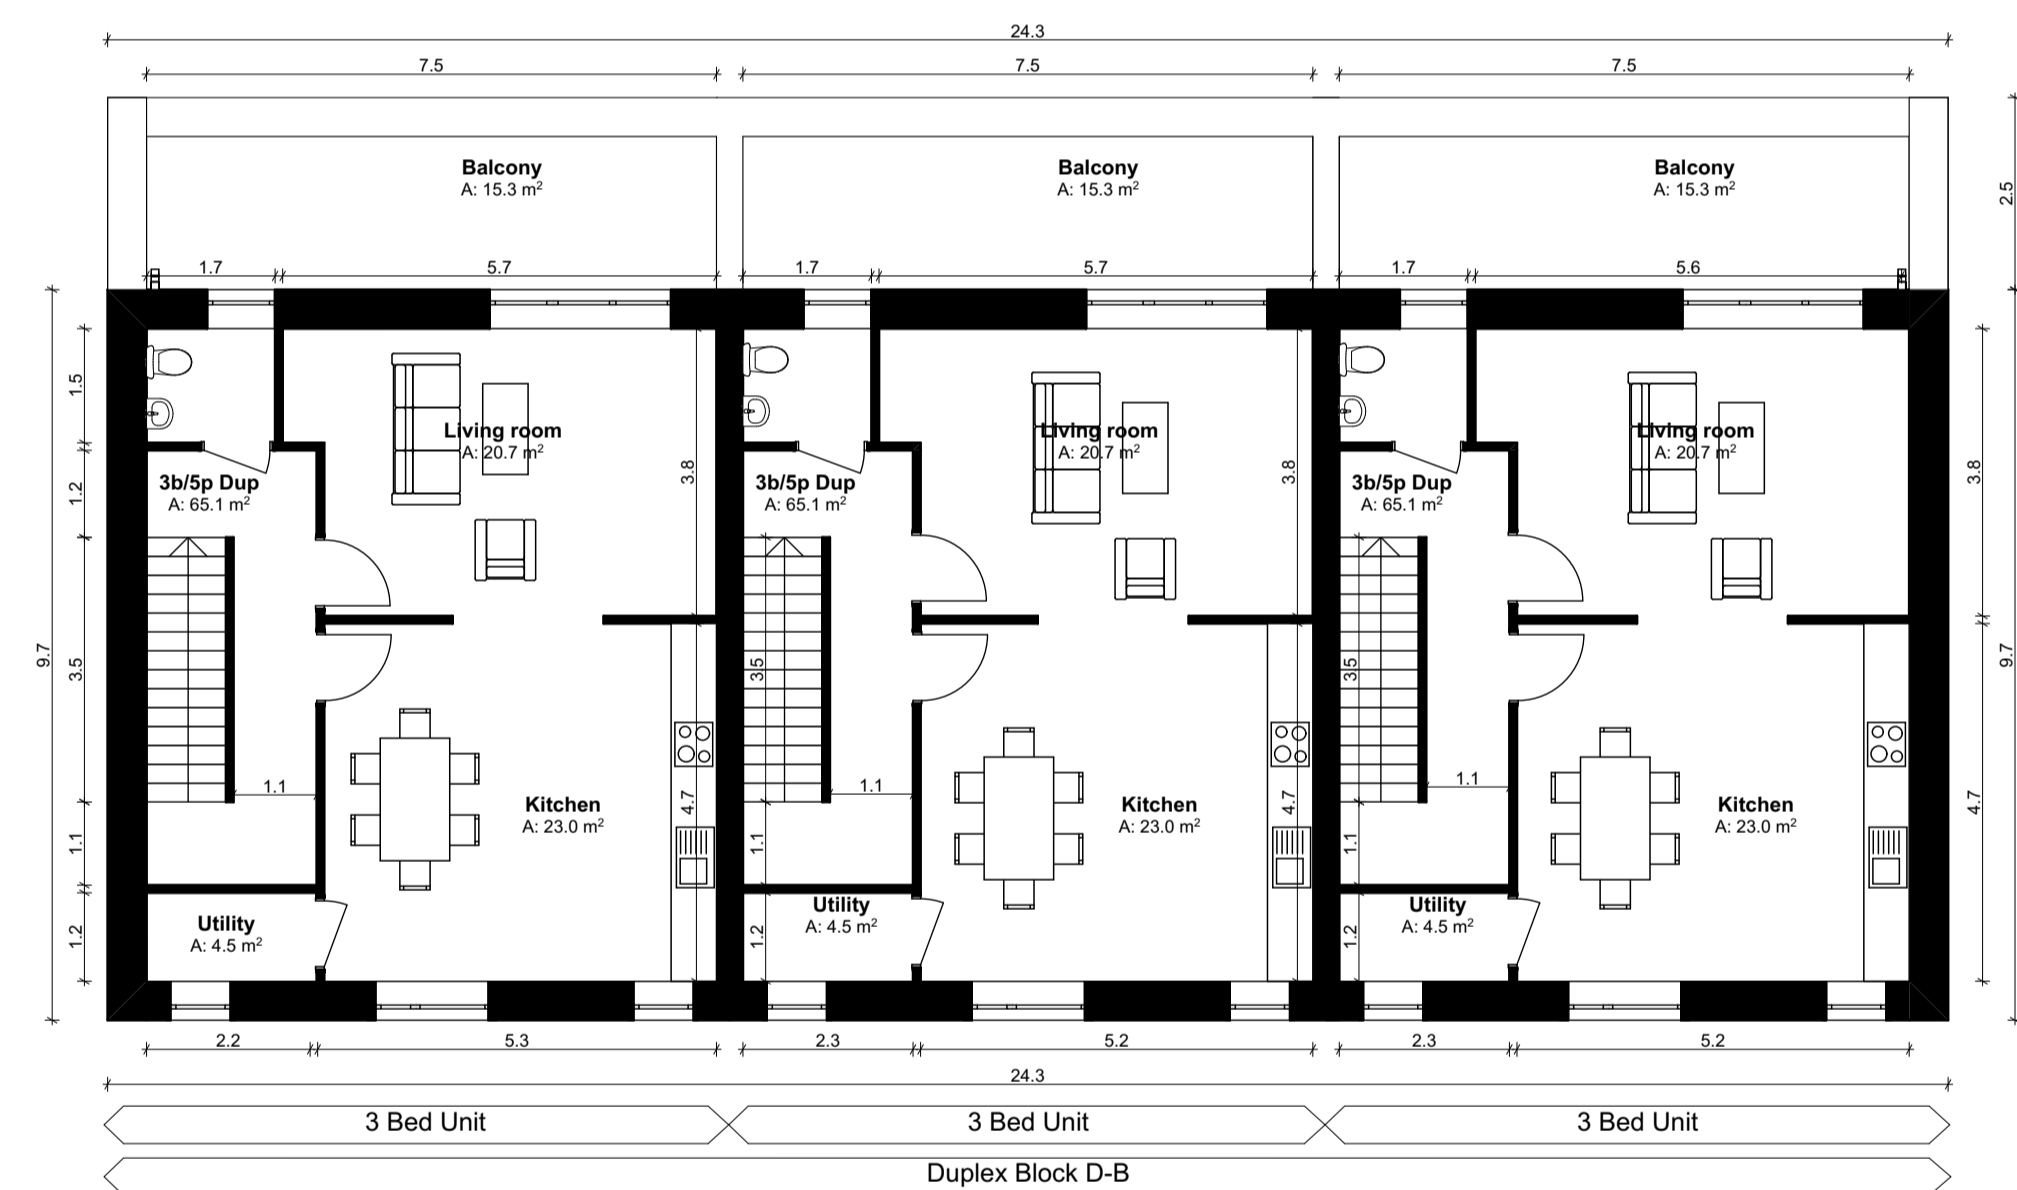 24.3
7.5 7.5 7.5
Balcony Balcony Balcony
A: 15.3 m² A: 15.3 m² A: 15.3 m²
2.5
1.7 5.7 1.7 5.7 1.7 5.6
1.5
Living room Living room Living room
A: 20.7 m² A: 20.7 m² A: 20.7 m²
3.8 3.8 3.8
1.2
3b/5p Dup 3b/5p Dup 3b/5p Dup
A: 65.1 m² A: 65.1 m² A: 65.1 m²
9.7 3.5 3.5 3.5 9.7
1.1 1.1 1.1
Kitchen Kitchen Kitchen
A: 23.0 m² A: 23.0 m² A: 23.0 m²
4.7 4.7 4.7
1.1 1.1 1.1
Utility Utility Utility
A: 4.5 m² A: 4.5 m² A: 4.5 m²
1.2 1.2 1.2
2.2 5.3 2.3 5.2 2.3 5.2
24.3
3 Bed Unit 3 Bed Unit 3 Bed Unit
Duplex Block D-B